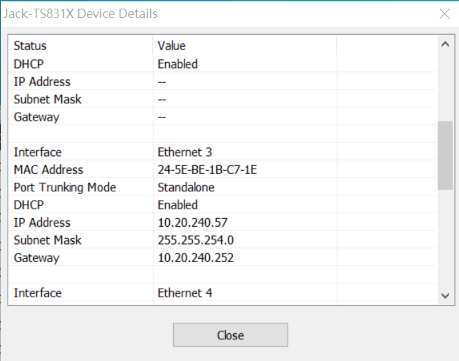 Jack-TS831X Device Details
Status Value
DHCP Enabled
IP Address --
Subnet Mask --
Gateway --
Interface Ethernet 3
MAC Address 24-5E-BE-1B-C7-1E
Port Trunking Mode Standalone
DHCP Enabled
IP Address 10.20.240.57
Subnet Mask 255.255.254.0
Gateway 10.20.240.252
Interface Ethernet 4
Close